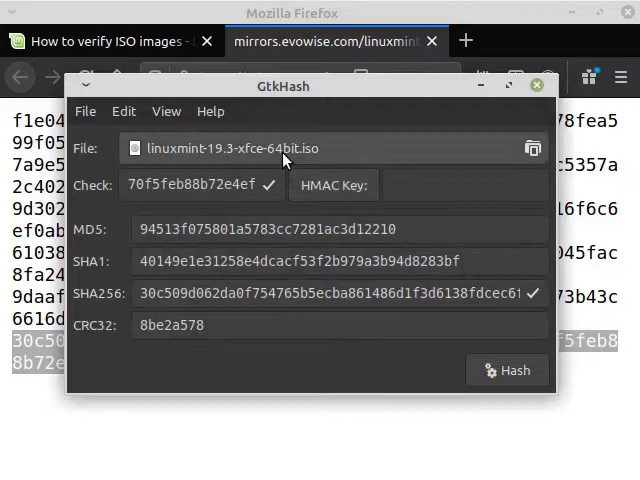 Mozilla Firefox
How to verify ISO images -
mirrors.evowise.com/linuxmint
GtkHash
File Edit View Help
File: linuxmint-19.3-xfce-64bit.iso
Check: 70f5feb88b72e4ef HMAC Key:
MD5: 94513f075801a5783cc7281ac3d12210
SHA1: 40149e1e31258e4dcacf53f2b979a3b94d8283bf
SHA256: 30c509d062da0f754765b5ecba861486d1f3d6138fdcec6f
CRC32: 8be2a578
Hash
f1e04 78fea5
99f05
7a9e5 c5357a
2c402
9d302 16f6c6
ef0ab
61038 045fac
8fa24
9daaf 73b43c
6616d
30c50 f5feb8
8b72e